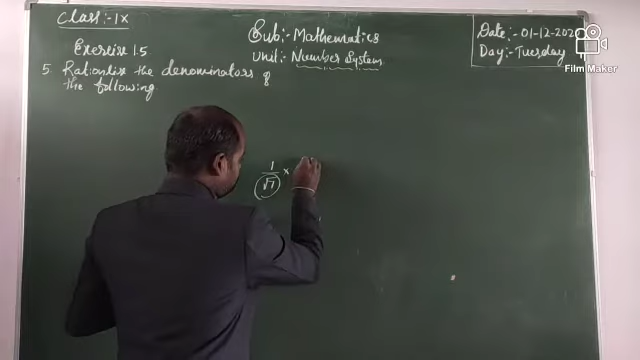 Class:- IX
Sub:- Mathematics
Date:- 01-12-202
Exercise 1.5
Unit:- Number System
Day:- Tuesday
Film Maker
5. Rationalise the denominators of
the following
1/√7 ×